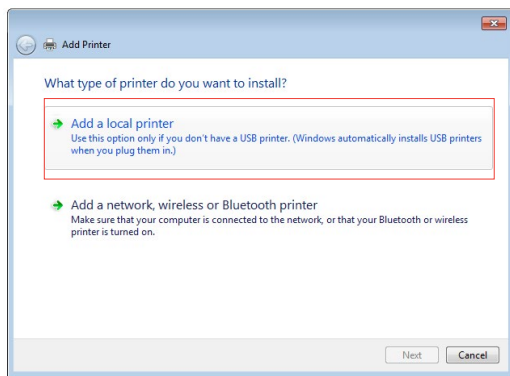 Add Printer
What type of printer do you want to install?
Add a local printer
Use this option only if you don't have a USB printer. (Windows automatically installs USB printers
when you plug them in.)
Add a network, wireless or Bluetooth printer
Make sure that your computer is connected to the network, or that your Bluetooth or wireless
printer is turned on.
Next Cancel